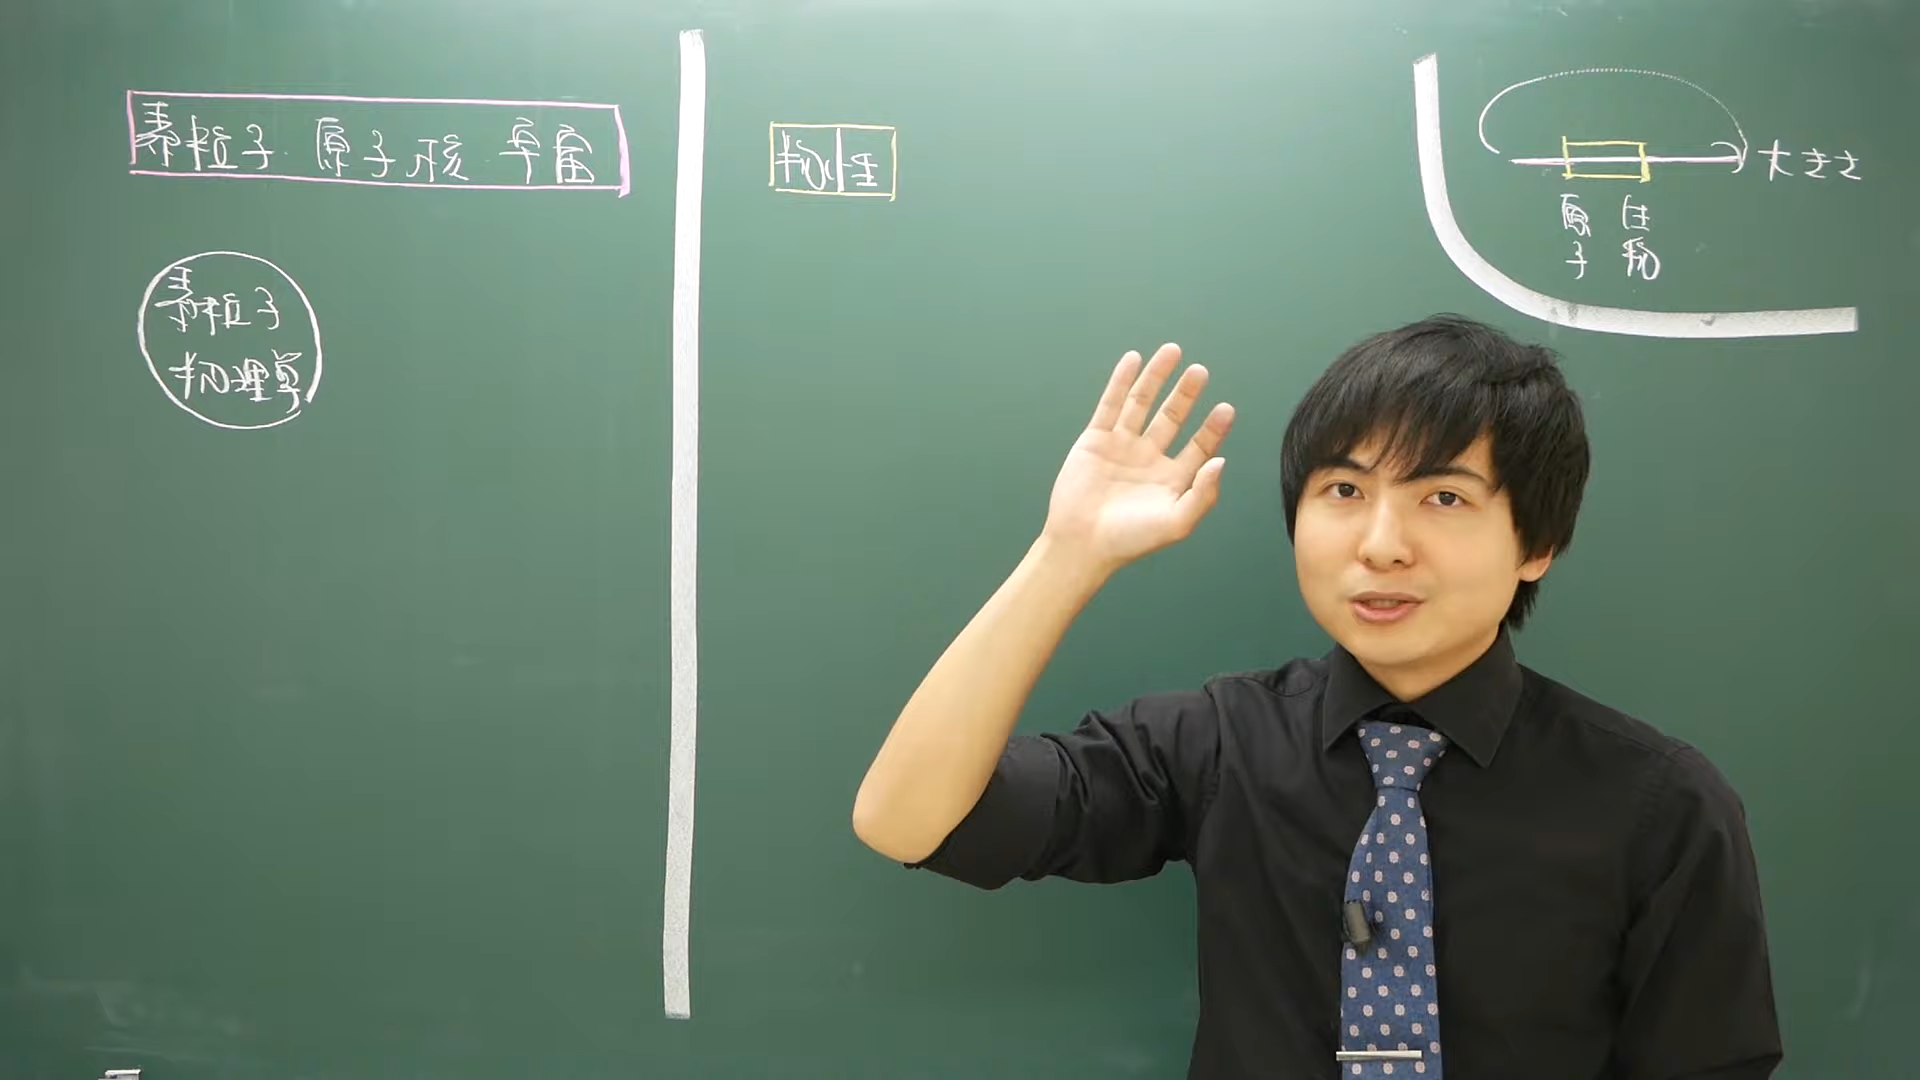 素粒子・原子核・宇宙
素粒子
物理学
物性
大きさ
原子
生物